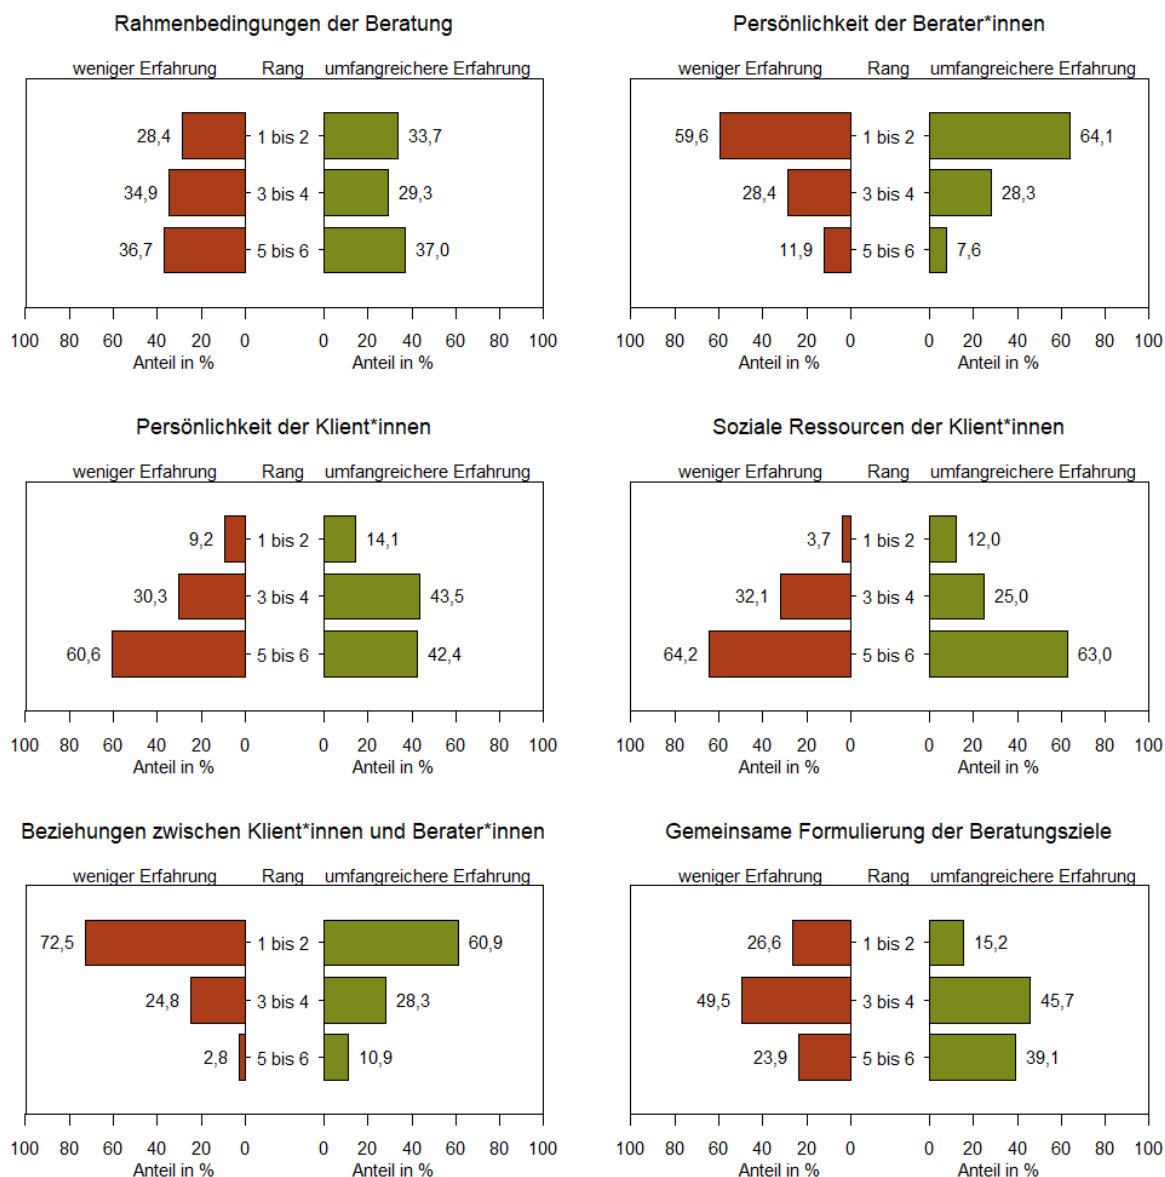 Rahmenbedingungen der Beratung
weniger Erfahrung Rang umfangreichere Erfahrung
28,4 1 bis 2 33,7
34,9 3 bis 4 29,3
36,7 5 bis 6 37,0
100 80 60 40 20 0 0 20 40 60 80 100
Anteil in % Anteil in %
Persönlichkeit der Berater*innen
weniger Erfahrung Rang umfangreichere Erfahrung
59,6 1 bis 2 64,1
28,4 3 bis 4 28,3
11,9 5 bis 6 7,6
100 80 60 40 20 0 0 20 40 60 80 100
Anteil in % Anteil in %
Persönlichkeit der Klient*innen
weniger Erfahrung Rang umfangreichere Erfahrung
9,2 1 bis 2 14,1
30,3 3 bis 4 43,5
60,6 5 bis 6 42,4
100 80 60 40 20 0 0 20 40 60 80 100
Anteil in % Anteil in %
Soziale Ressourcen der Klient*innen
weniger Erfahrung Rang umfangreichere Erfahrung
3,7 1 bis 2 12,0
32,1 3 bis 4 25,0
64,2 5 bis 6 63,0
100 80 60 40 20 0 0 20 40 60 80 100
Anteil in % Anteil in %
Beziehungen zwischen Klient*innen und Berater*innen
weniger Erfahrung Rang umfangreichere Erfahrung
72,5 1 bis 2 60,9
24,8 3 bis 4 28,3
2,8 5 bis 6 10,9
100 80 60 40 20 0 0 20 40 60 80 100
Anteil in % Anteil in %
Gemeinsame Formulierung der Beratungsziele
weniger Erfahrung Rang umfangreichere Erfahrung
26,6 1 bis 2 15,2
49,5 3 bis 4 45,7
23,9 5 bis 6 39,1
100 80 60 40 20 0 0 20 40 60 80 100
Anteil in % Anteil in %